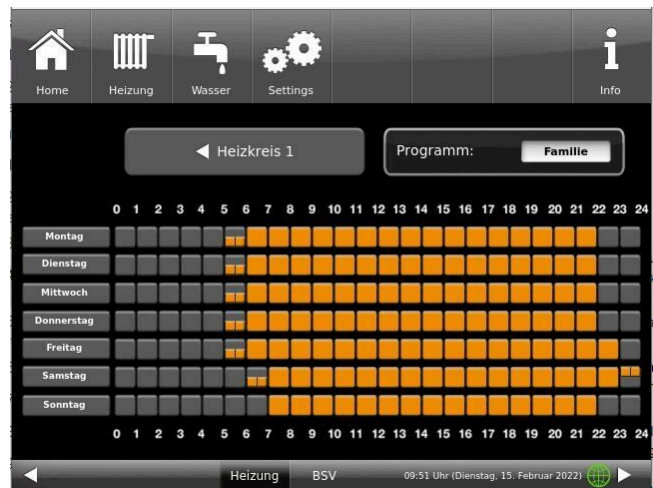 Home Heizung Wasser Settings Info
Heizkreis 1 Programm: Familie
0 1 2 3 4 5 6 7 8 9 10 11 12 13 14 15 16 17 18 19 20 21 22 23 24
Montag
Dienstag
Mittwoch
Donnerstag
Freitag
Samstag
Sonntag
0 1 2 3 4 5 6 7 8 9 10 11 12 13 14 15 16 17 18 19 20 21 22 23 24
Heizung BSV 09:51 Uhr (Dienstag, 15. Februar 2022)